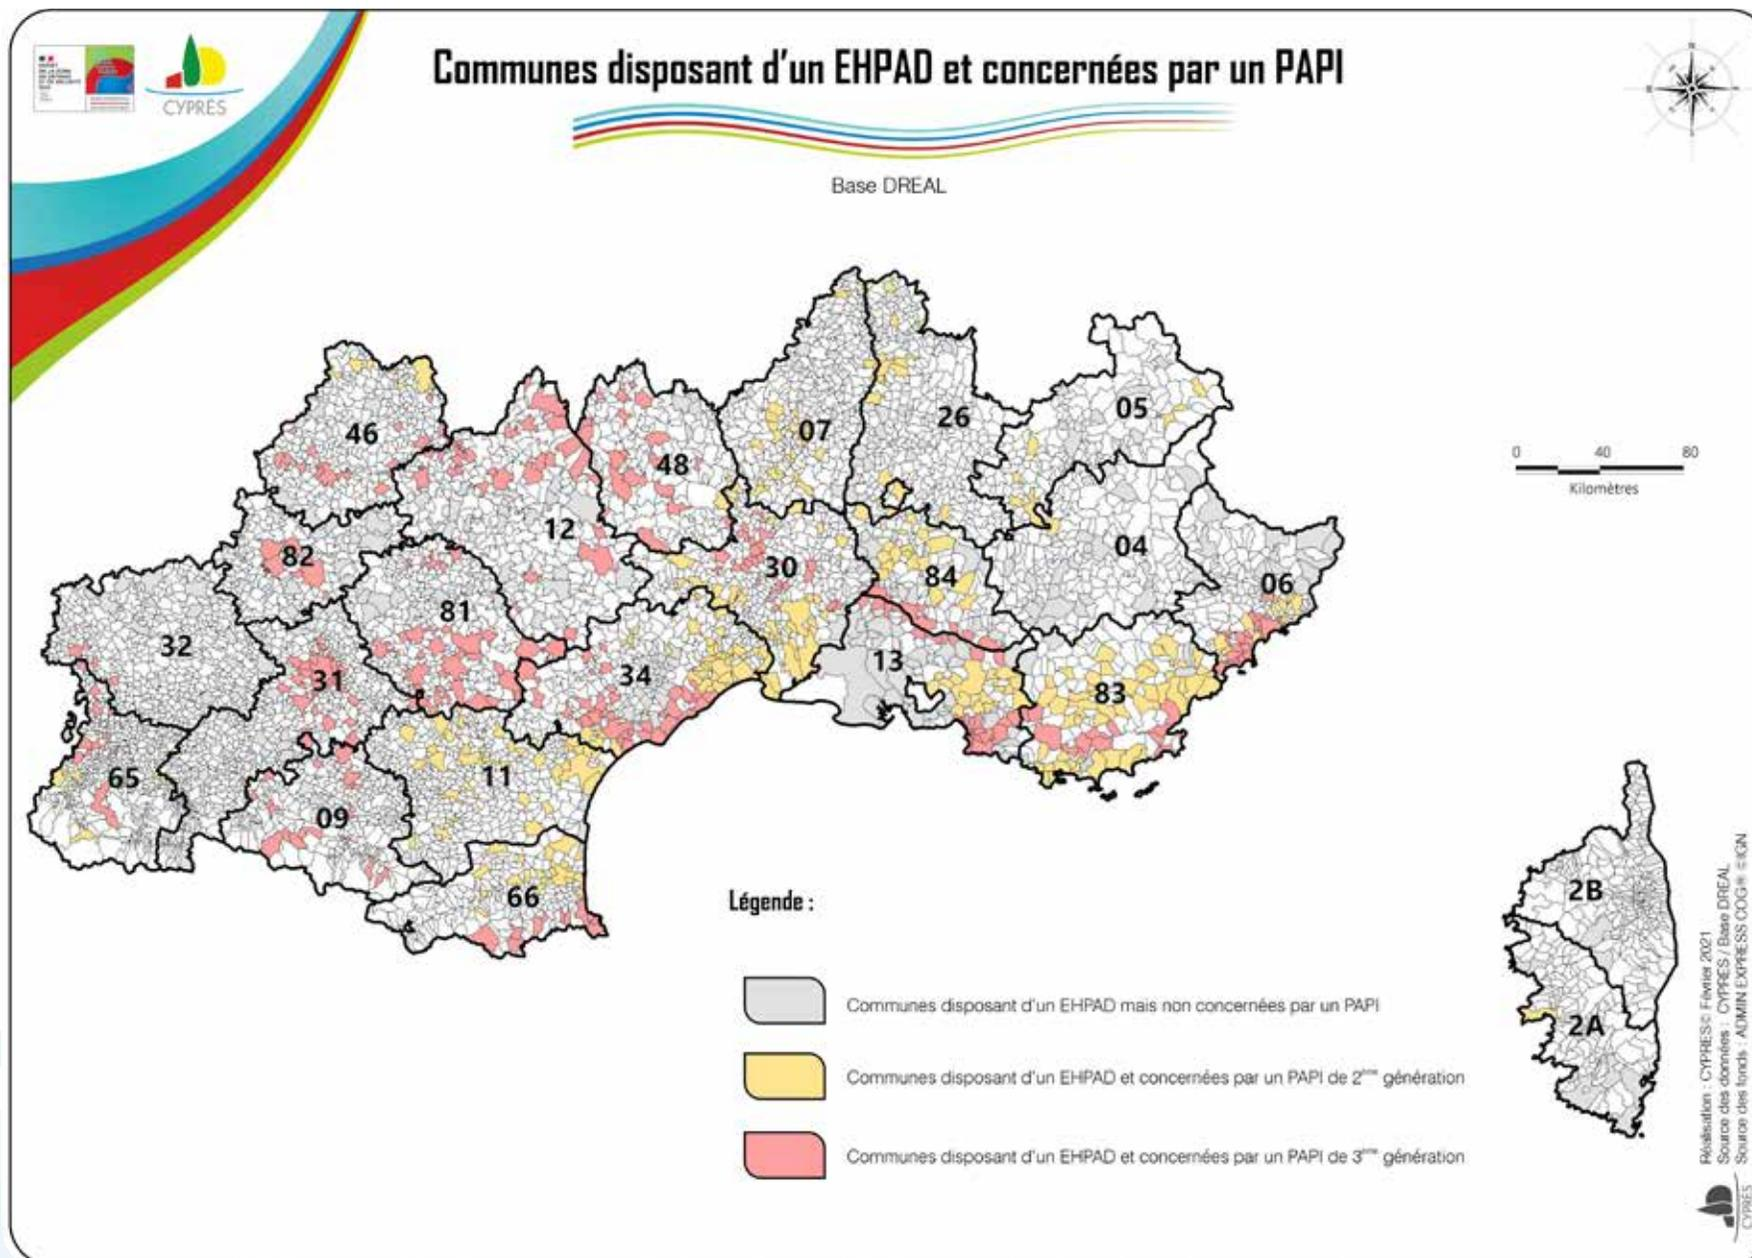 Communes disposant d'un EHPAD et concernées par un PAPI
CYPRÈS
Base DREAL
0 40 80
Kilomètres
46
07
26
05
48
12
82
30
04
84
06
81
32
34
13
31
83
11
65
09
66
2B
2A
Légende :
Communes disposant d'un EHPAD mais non concernées par un PAPI
Communes disposant d'un EHPAD et concernées par un PAPI de 2ème génération
Communes disposant d'un EHPAD et concernées par un PAPI de 3ème génération
Réalisation : CYPRES© Février 2021
Source des données : CYPRES / Base DREAL
Source des fonds : ADMIN EXPRESS COG® ©IGN
CYPRÈS